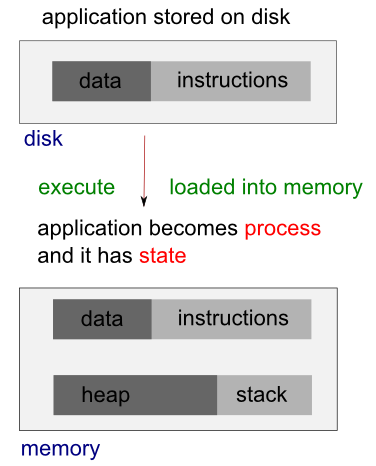 application stored on disk
data instructions
disk
execute loaded into memory
application becomes process
and it has state
data instructions
heap stack
memory